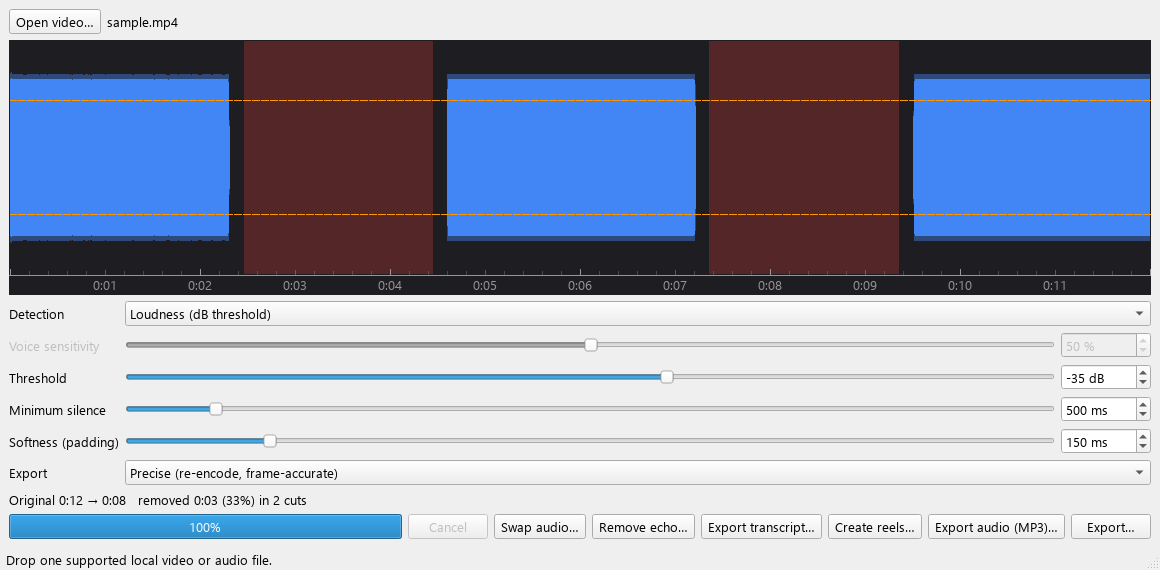 Open video... sample.mp4
0:01 0:02 0:03 0:04 0:05 0:06 0:07 0:08 0:09 0:10 0:11
Detection Loudness (dB threshold)
Voice sensitivity 50 %
Threshold -35 dB
Minimum silence 500 ms
Softness (padding) 150 ms
Export Precise (re-encode, frame-accurate)
Original 0:12 → 0:08 removed 0:03 (33%) in 2 cuts
100% Cancel Swap audio... Remove echo... Export transcript... Create reels... Export audio (MP3)... Export...
Drop one supported local video or audio file.